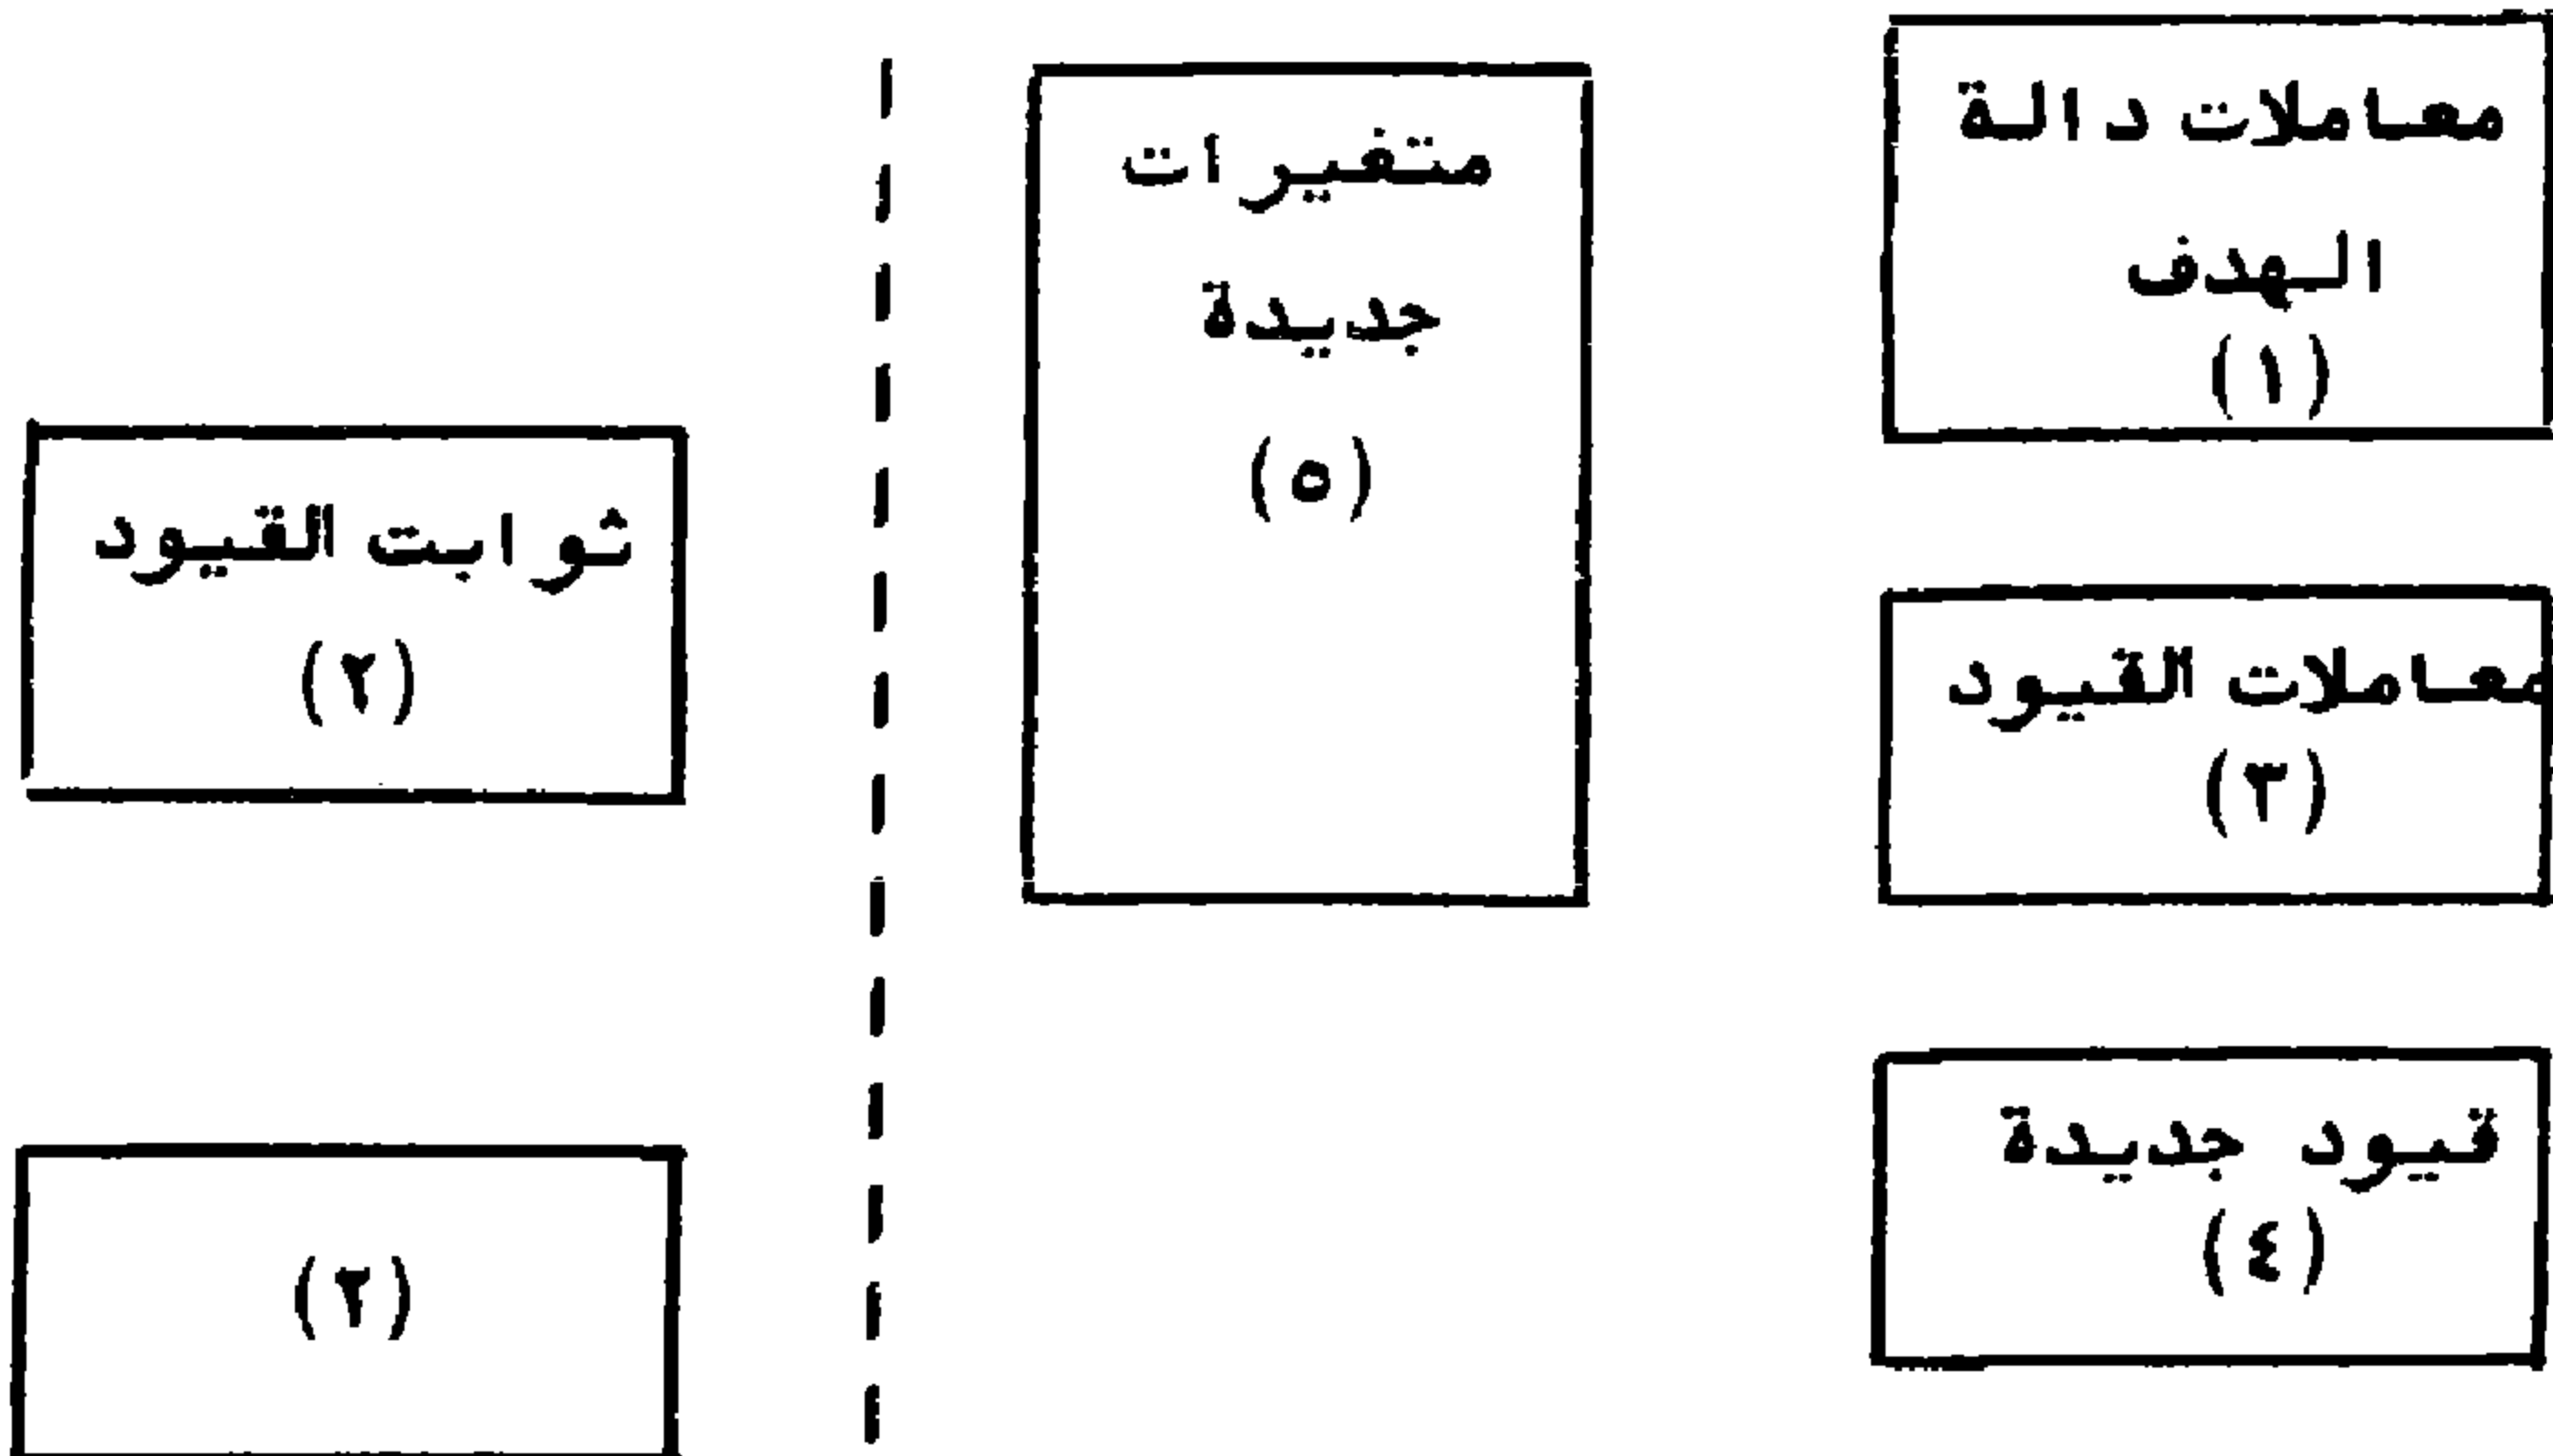 معاملات دالة
الهدف
(١)
متغيرات
جديدة
(٥)
ثوابت القيود
(٢)
معاملات القيود
(٣)
قيود جديدة
(٤)
(٢)